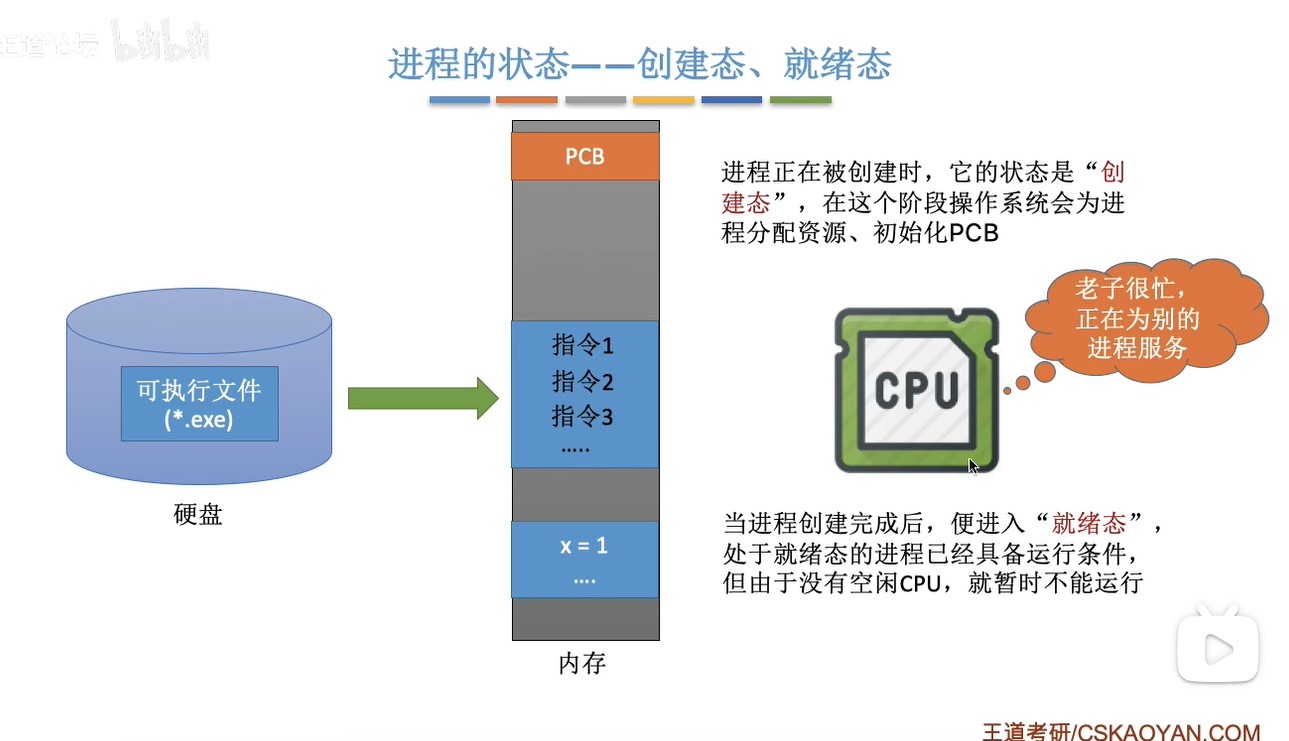 王道论坛 bilibili
进程的状态——创建态、就绪态
PCB
进程正在被创建时，它的状态是“创
建态”，在这个阶段操作系统会为进
程分配资源、初始化PCB
老子很忙，
正在为别的
进程服务
指令1
指令2
指令3
…..
CPU
可执行文件
(*.exe)
硬盘
x = 1
….
当进程创建完成后，便进入“就绪态”，
处于就绪态的进程已经具备运行条件，
但由于没有空闲CPU，就暂时不能运行
内存
王道考研/CSKAOYAN.COM